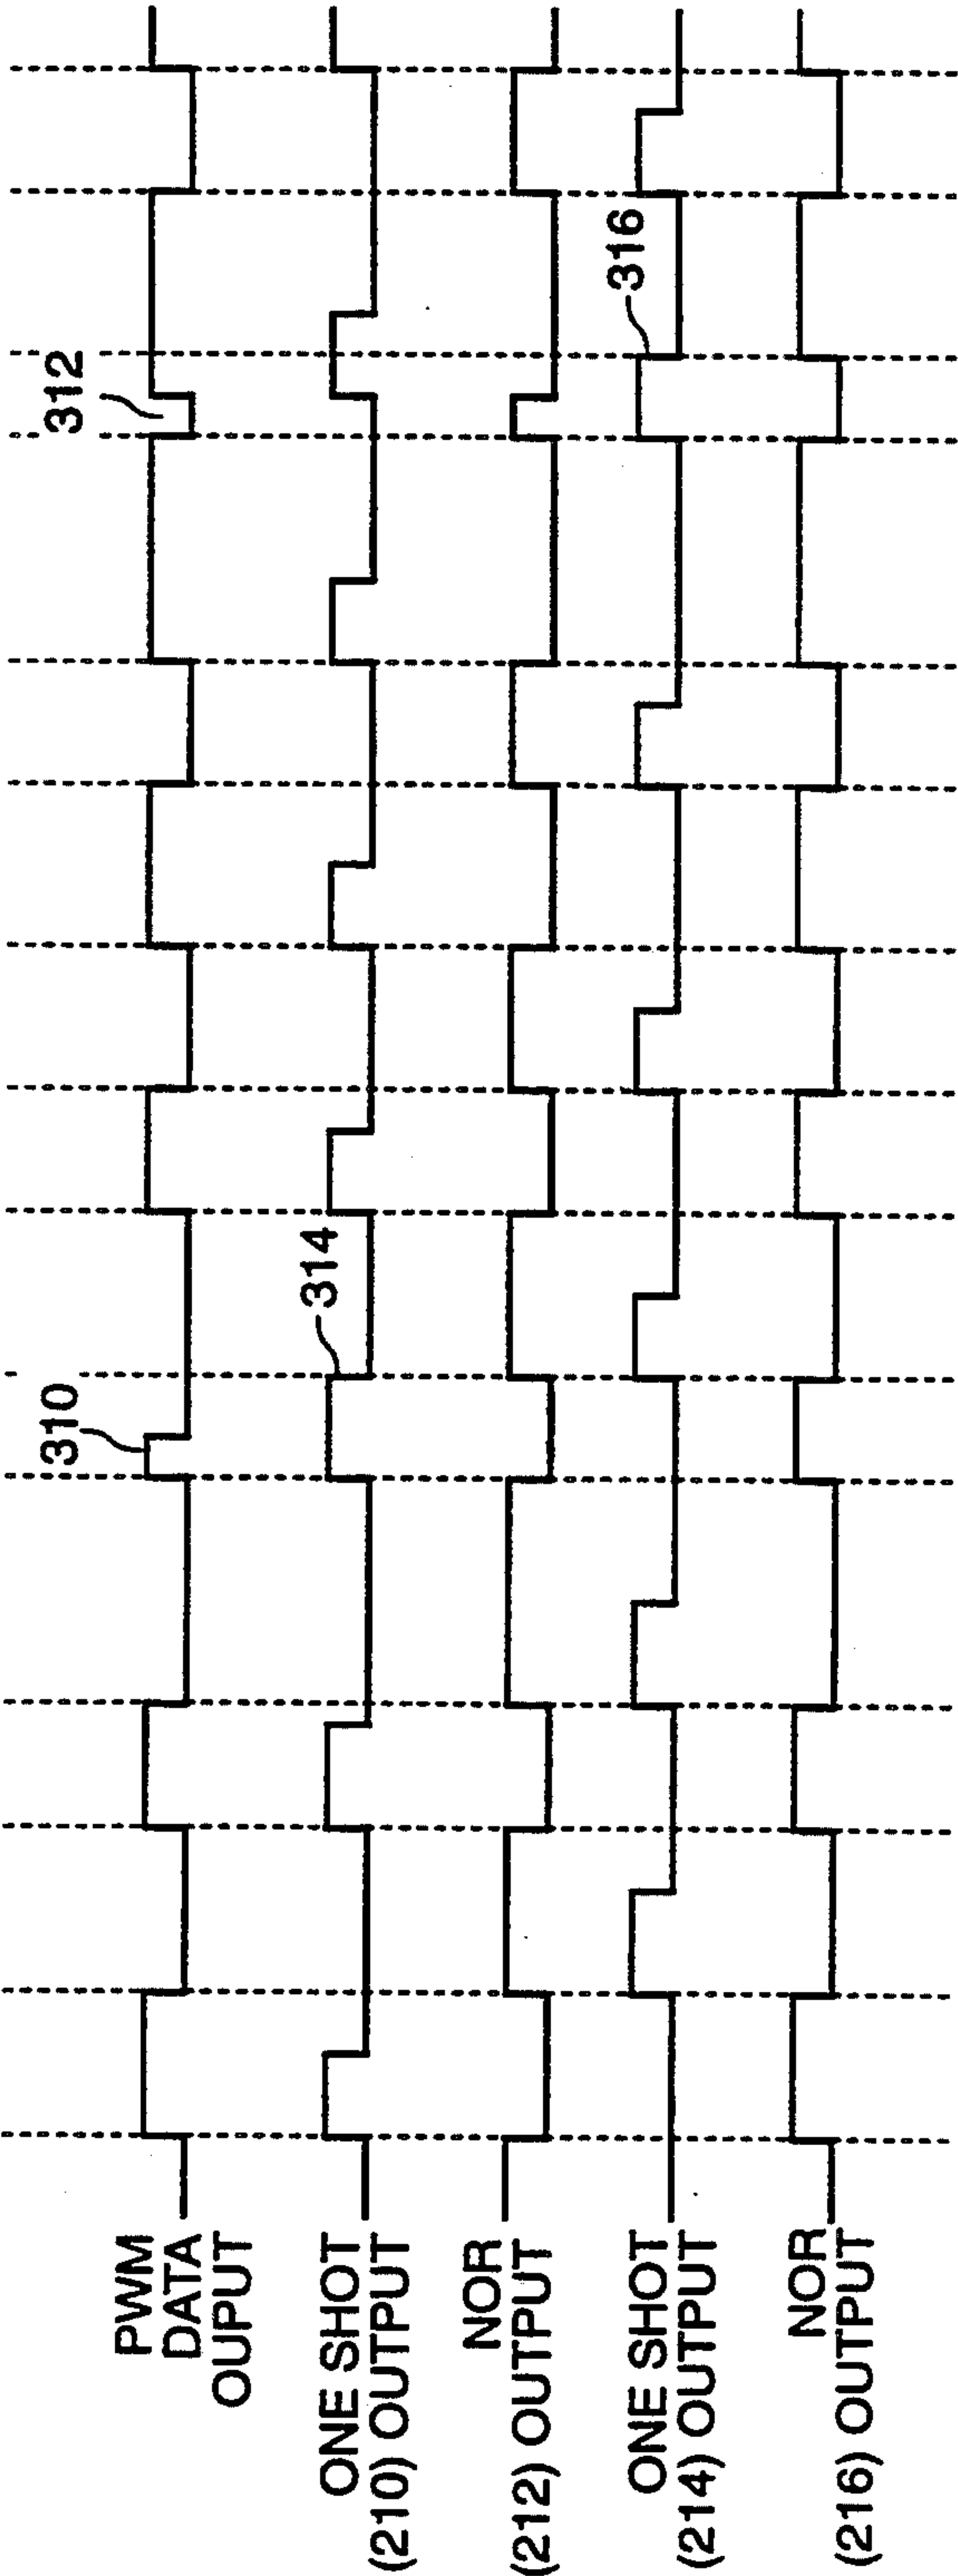 310
312
PWM
DATA
OUPUT
314
ONE SHOT
(210) OUTPUT
NOR
(212) OUTPUT
316
ONE SHOT
(214) OUTPUT
NOR
(216) OUTPUT